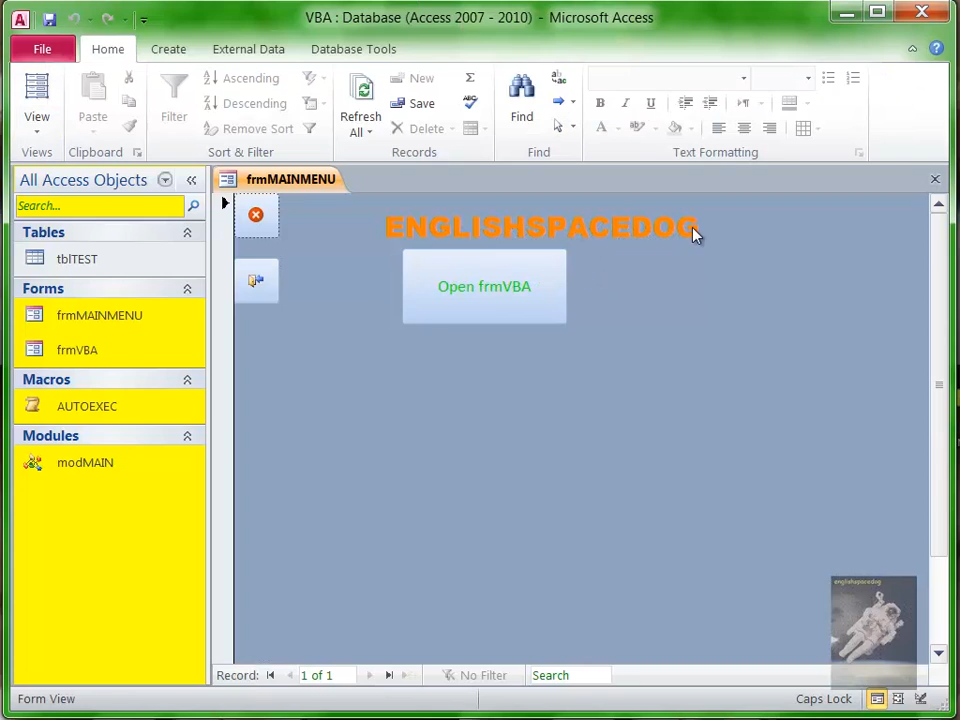 VBA : Database (Access 2007 - 2010) - Microsoft Access
File Home Create External Data Database Tools
View
Views
Paste
Clipboard
Filter
Ascending
Descending
Remove Sort
Sort & Filter
Refresh
All
New
Save
Delete
Records
Find
Find
Text Formatting
All Access Objects
Search...
Tables
tblTEST
Forms
frmMAINMENU
frmVBA
Macros
AUTOEXEC
Modules
modMAIN
frmMAINMENU
ENGLISHSPACEDOG
Open frmVBA
englishspacedog
Record: 1 of 1 No Filter Search
Form View
Caps Lock